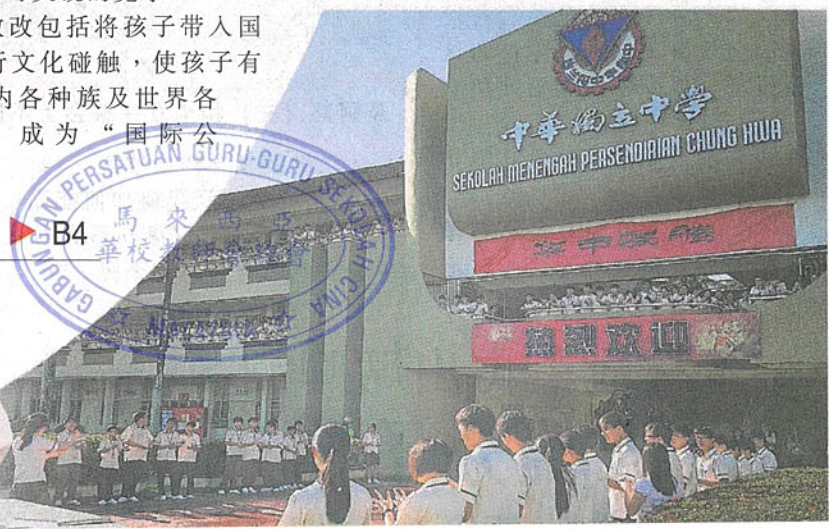 改包括将孩子带入国
行文化碰触，使孩子有
内各种族及世界各
成为“国际公
B4
GABUNGAN PERSATUAN GURU-GURU SEKOLAH CINA
馬來西亞
華校教師會總會
MALAYSIA
中華獨立中學
SEKOLAH MENENGAH PERSENDIRIAN CHUNG HWA
热烈欢迎